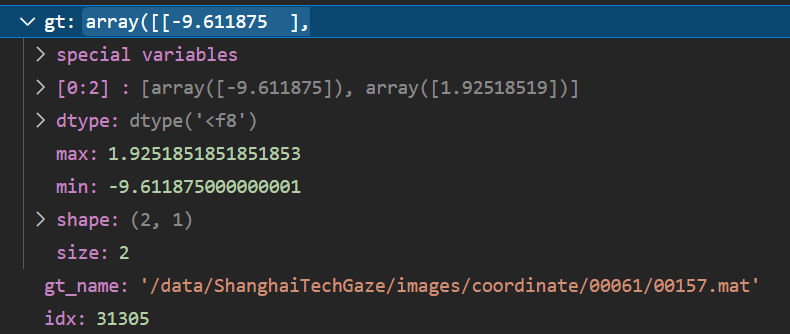 gt: array([[-9.611875  ],
special variables
[0:2] : [array([-9.611875]), array([1.92518519])]
dtype: dtype('<f8')
max: 1.9251851851851853
min: -9.611875000000001
shape: (2, 1)
size: 2
gt_name: '/data/ShanghaiTechGaze/images/coordinate/00061/00157.mat'
idx: 31305